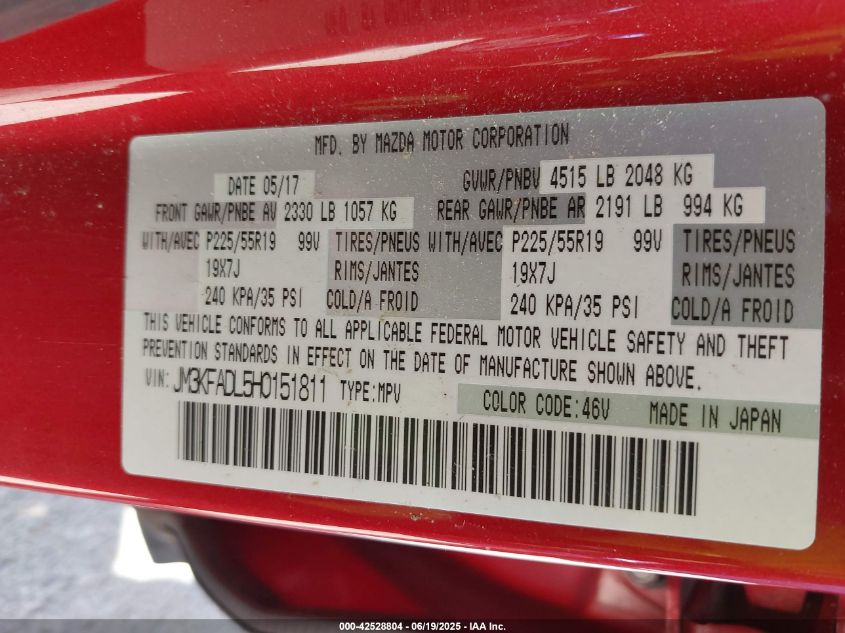 MFD. BY MAZDA MOTOR CORPORATION
DATE 05/17 GVWR/PNBV 4515 LB 2048 KG
FRONT GAWR/PNBE AV 2330 LB 1057 KG REAR GAWR/PNBE AR 2191 LB 994 KG
WITH/AVEC P225/55R19 99V TIRES/PNEUS WITH/AVEC P225/55R19 99V TIRES/PNEUS
19X7J RIMS/JANTES 19X7J RIMS/JANTES
240 KPA/35 PSI COLD/A FROID 240 KPA/35 PSI COLD/A FROID
THIS VEHICLE CONFORMS TO ALL APPLICABLE FEDERAL MOTOR VEHICLE SAFETY AND THEFT
PREVENTION STANDARDS IN EFFECT ON THE DATE OF MANUFACTURE SHOWN ABOVE.
VIN: JM3KFADL5H0151811 TYPE:MPV COLOR CODE:46V MADE IN JAPAN
000-42528804 / 06/19/2025 - IAA Inc.